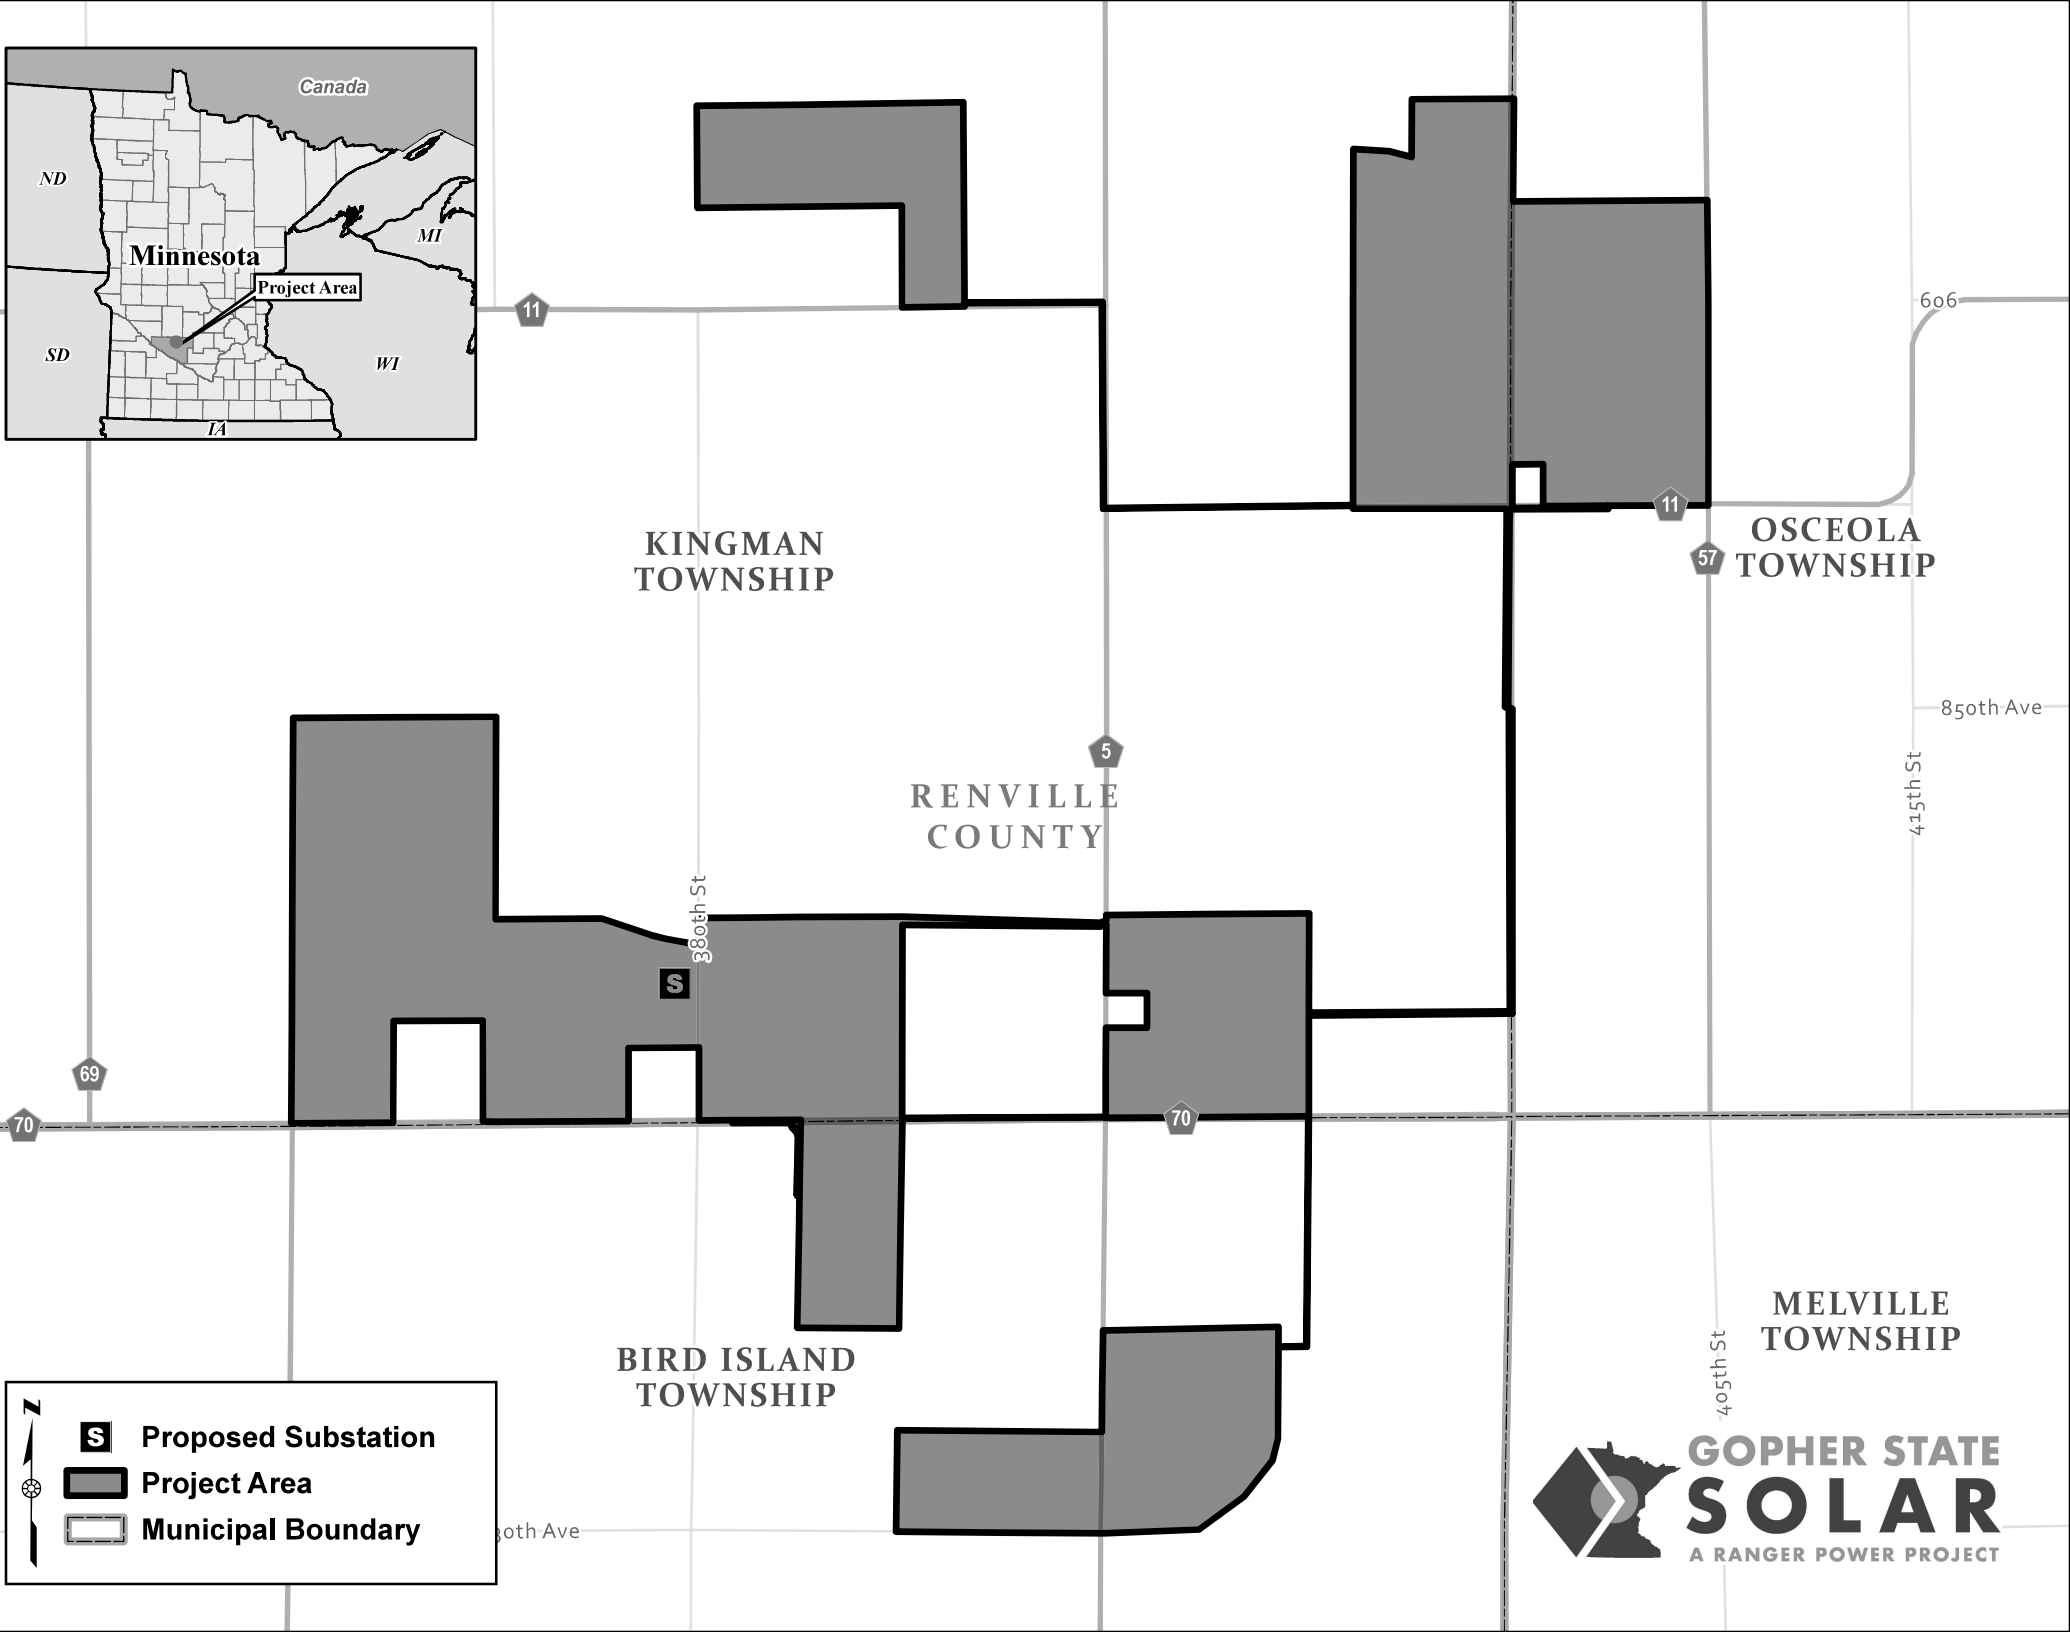 Canada
ND
Minnesota
MI
Project Area
SD
WI
IA
11
606
11
KINGMAN
TOWNSHIP
OSCEOLA
TOWNSHIP
57
850th Ave
5
415th St
RENVILLE
COUNTY
380th St
S
69
70
70
MELVILLE
TOWNSHIP
405th St
BIRD ISLAND
TOWNSHIP
N
S Proposed Substation
Project Area
Municipal Boundary
0th Ave
GOPHER STATE
SOLAR
A RANGER POWER PROJECT